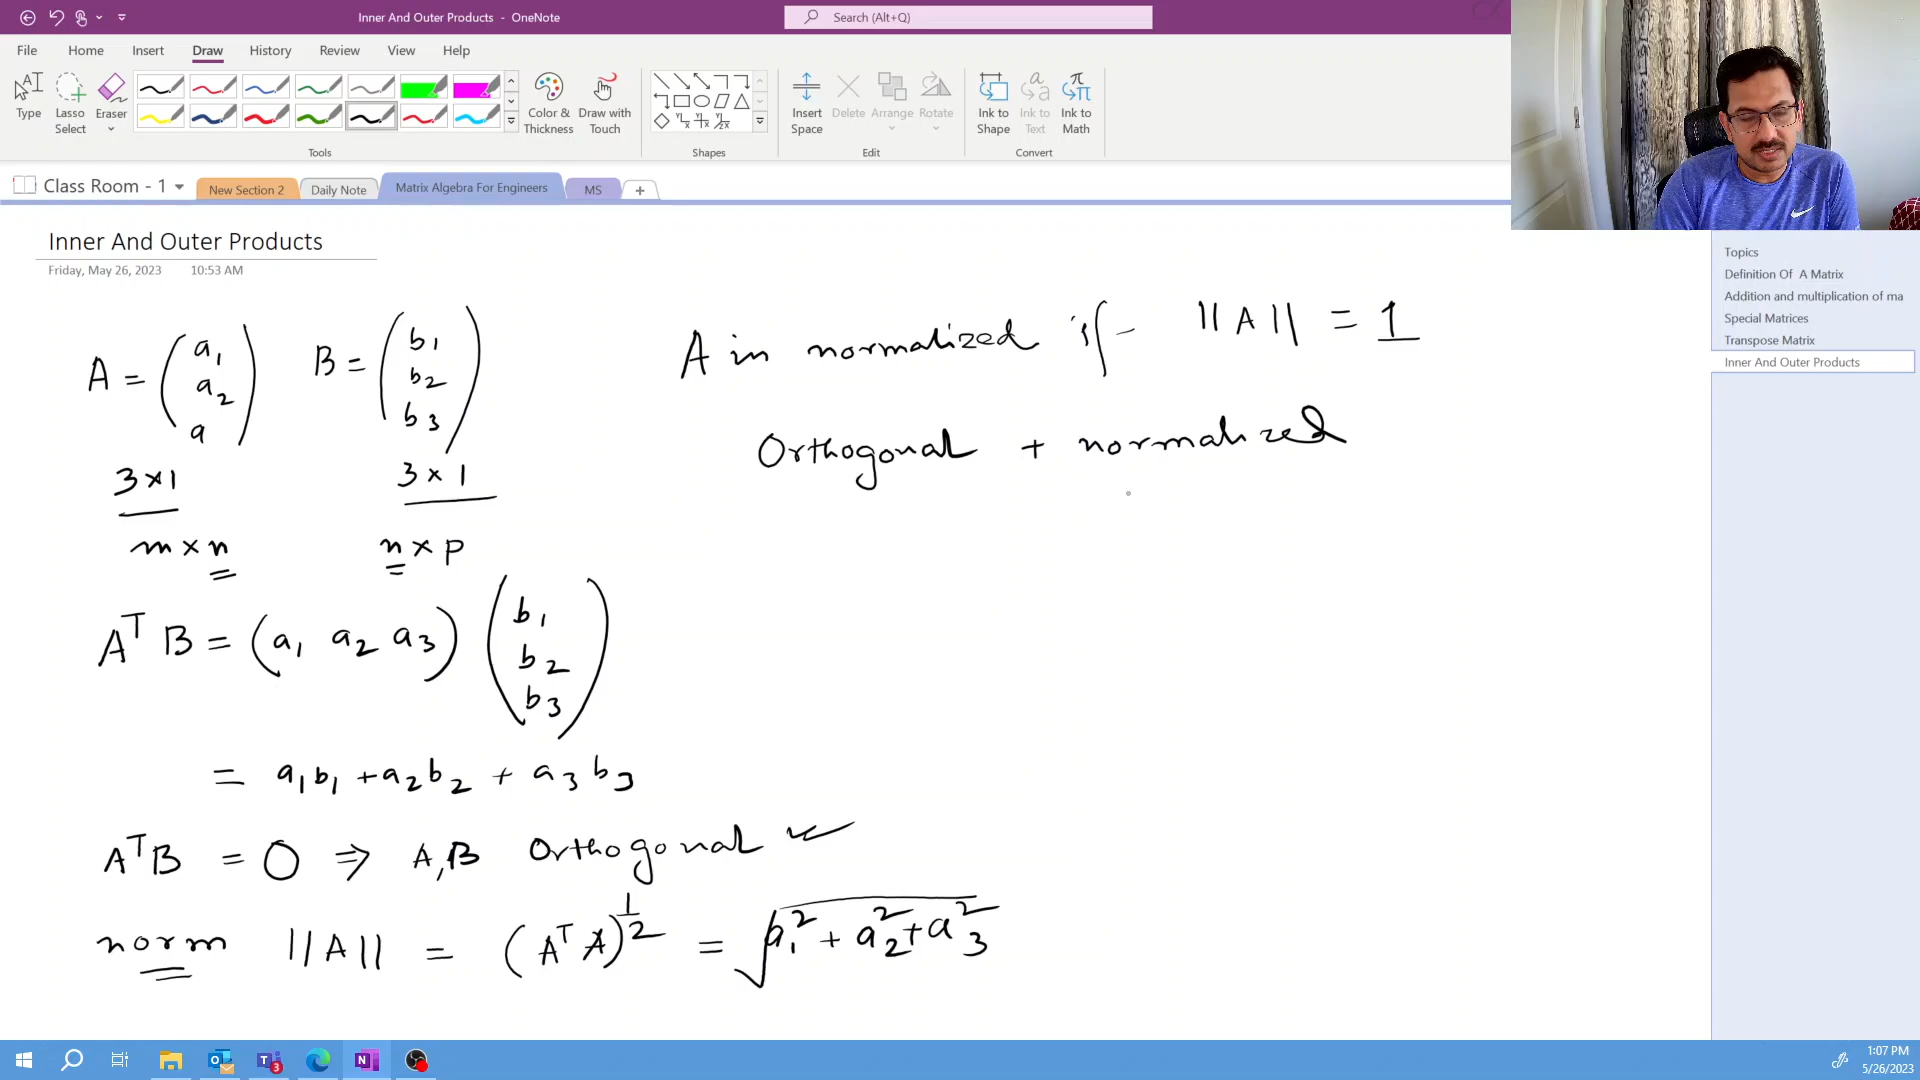 Inner And Outer Products - OneNote
Search (Alt+Q)
File Home Insert Draw History Review View Help
Type
Lasso Select
Eraser
Color & Thickness
Draw with Touch
Insert Space
Delete
Arrange
Rotate
Ink to Shape
Ink to Text
Ink to Math
Tools
Shapes
Edit
Convert
Class Room - 1
New Section 2
Daily Note
Matrix Algebra For Engineers
MS
Inner And Outer Products
Friday, May 26, 2023 10:53 AM
A = (a₁ a₂ a) B = (b₁ b₂ b₃)
3×1 3×1
m×n n×p
Aᵀ B = (a₁ a₂ a₃) (b₁ b₂ b₃)
= a₁b₁ + a₂b₂ + a₃b₃
AᵀB = 0 ⇒ A,B Orthogonal ✓
norm ||A|| = (AᵀA)^(1/2) = √(a₁² + a₂² + a₃²)
A in normalized if ||A|| = 1
Orthogonal + normalized
Topics
Definition Of A Matrix
Addition and multiplication of ma
Special Matrices
Transpose Matrix
Inner And Outer Products
1:07 PM
5/26/2023